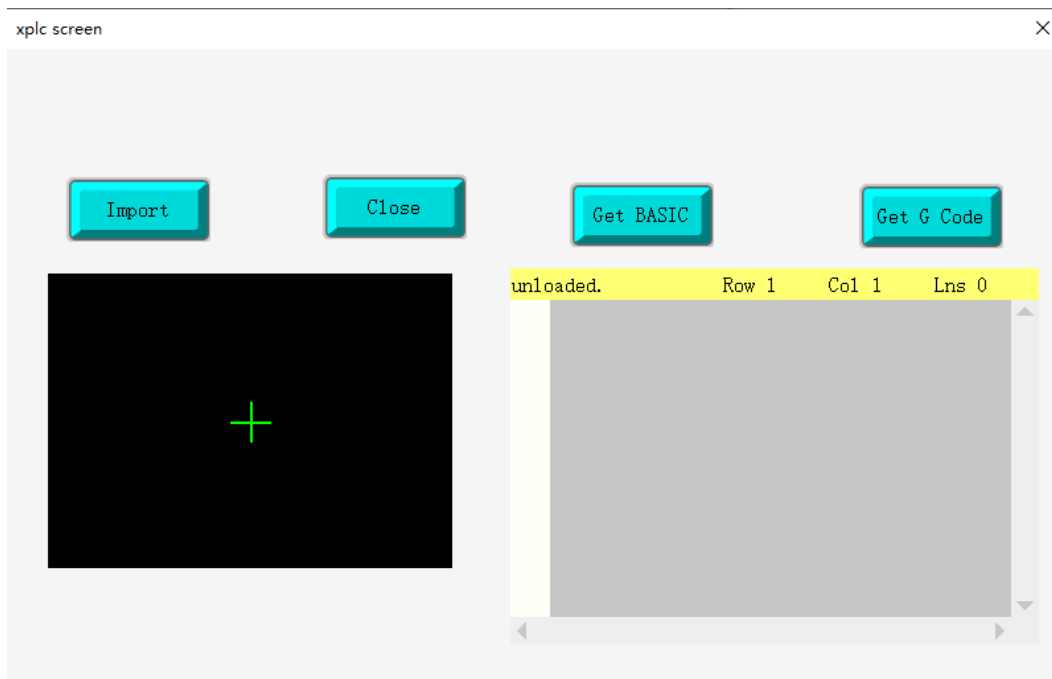 xplc screen
Import
Close
Get BASIC
Get G Code
unloaded. Row 1 Col 1 Lns 0